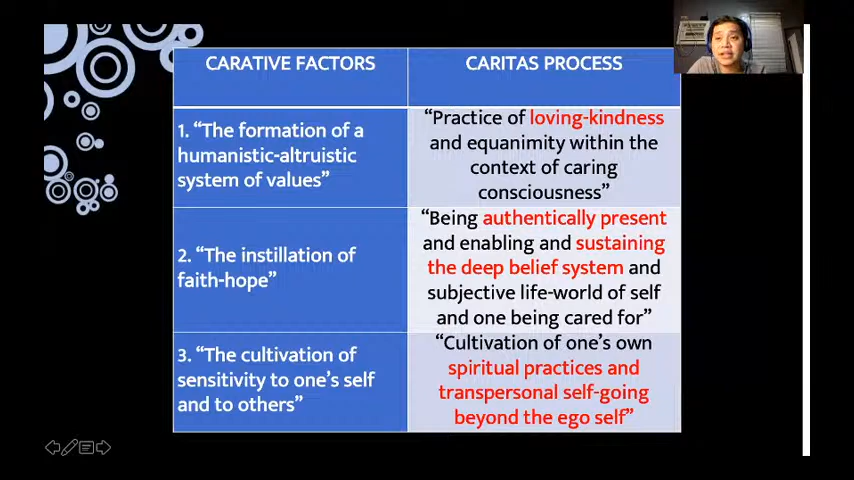 CARATIVE FACTORS
CARITAS PROCESS
1. “The formation of a
humanistic-altruistic
system of values”
“Practice of loving-kindness
and equanimity within the
context of caring
consciousness”
2. “The instillation of
faith-hope”
“Being authentically present
and enabling and sustaining
the deep belief system and
subjective life-world of self
and one being cared for”
3. “The cultivation of
sensitivity to one’s self
and to others”
“Cultivation of one’s own
spiritual practices and
transpersonal self-going
beyond the ego self”